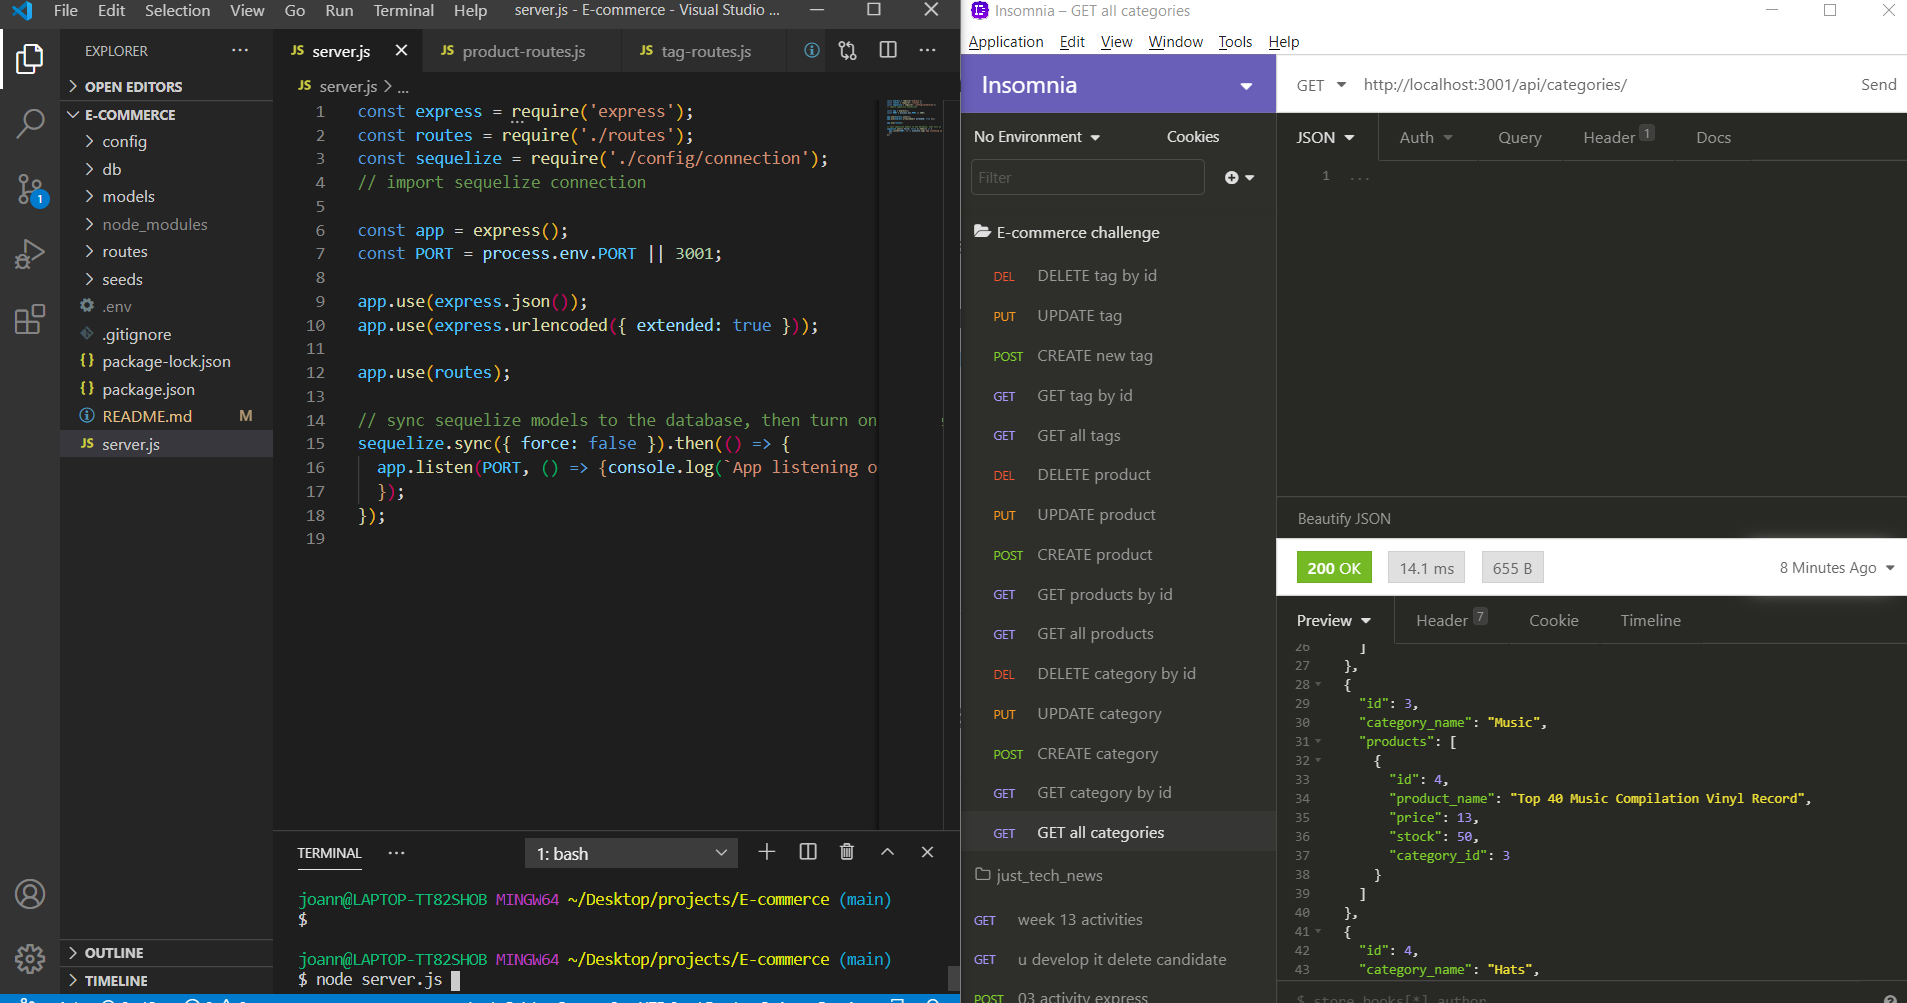 File Edit Selection View Go Run Terminal Help server.js - E-commerce - Visual Studio ...
EXPLORER ...
OPEN EDITORS
E-COMMERCE
config
db
models
node_modules
routes
seeds
.env
.gitignore
package-lock.json
package.json
README.md M
JS server.js
1
JS server.js JS product-routes.js JS tag-routes.js ...
JS server.js > ...
1 const express = require('express');
2 const routes = require('./routes');
3 const sequelize = require('./config/connection');
4 // import sequelize connection
5
6 const app = express();
7 const PORT = process.env.PORT || 3001;
8
9 app.use(express.json());
10 app.use(express.urlencoded({ extended: true }));
11
12 app.use(routes);
13
14 // sync sequelize models to the database, then turn on
15 sequelize.sync({ force: false }).then(() => {
16 app.listen(PORT, () => {console.log(`App listening o
17 });
18 });
19
TERMINAL ... 1: bash
joann@LAPTOP-TT82SHOB MINGW64 ~/Desktop/projects/E-commerce (main)
$
joann@LAPTOP-TT82SHOB MINGW64 ~/Desktop/projects/E-commerce (main)
$ node server.js
OUTLINE
TIMELINE
Insomnia – GET all categories
Application Edit View Window Tools Help
Insomnia
No Environment Cookies
Filter
E-commerce challenge
DEL DELETE tag by id
PUT UPDATE tag
POST CREATE new tag
GET GET tag by id
GET GET all tags
DEL DELETE product
PUT UPDATE product
POST CREATE product
GET GET products by id
GET GET all products
DEL DELETE category by id
PUT UPDATE category
POST CREATE category
GET GET category by id
GET GET all categories
just_tech_news
GET week 13 activities
GET u develop it delete candidate
POST 03 activity express
GET http://localhost:3001/api/categories/ Send
JSON Auth Query Header 1 Docs
1 ...
Beautify JSON
200 OK 14.1 ms 655 B 8 Minutes Ago
Preview Header 7 Cookie Timeline
26 ]
27 },
28 {
29 "id": 3,
30 "category_name": "Music",
31 "products": [
32 {
33 "id": 4,
34 "product_name": "Top 40 Music Compilation Vinyl Record",
35 "price": 13,
36 "stock": 50,
37 "category_id": 3
38 }
39 ]
40 },
41 {
42 "id": 4,
43 "category_name": "Hats",
$.store.books[*].author